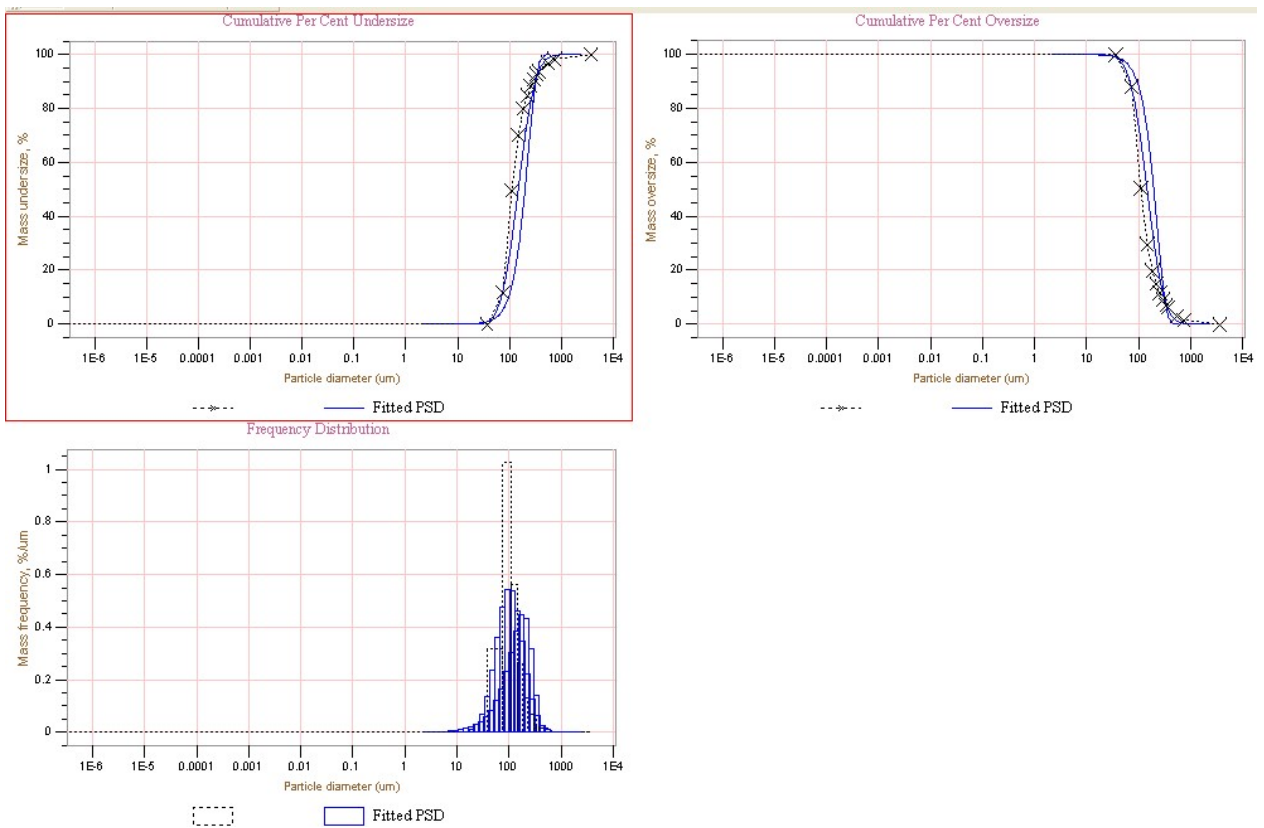 Cumulative Per Cent Undersize
Mass undersize, %
100
80
60
40
20
0
1E-6 1E-5 0.0001 0.001 0.01 0.1 1 10 100 1000 1E4
Particle diameter (um)
Fitted PSD
Cumulative Per Cent Oversize
Mass oversize, %
100
80
60
40
20
0
1E-6 1E-5 0.0001 0.001 0.01 0.1 1 10 100 1000 1E4
Particle diameter (um)
Fitted PSD
Frequency Distribution
Mass frequency, %/um
1
0.8
0.6
0.4
0.2
0
1E-6 1E-5 0.0001 0.001 0.01 0.1 1 10 100 1000 1E4
Particle diameter (um)
Fitted PSD